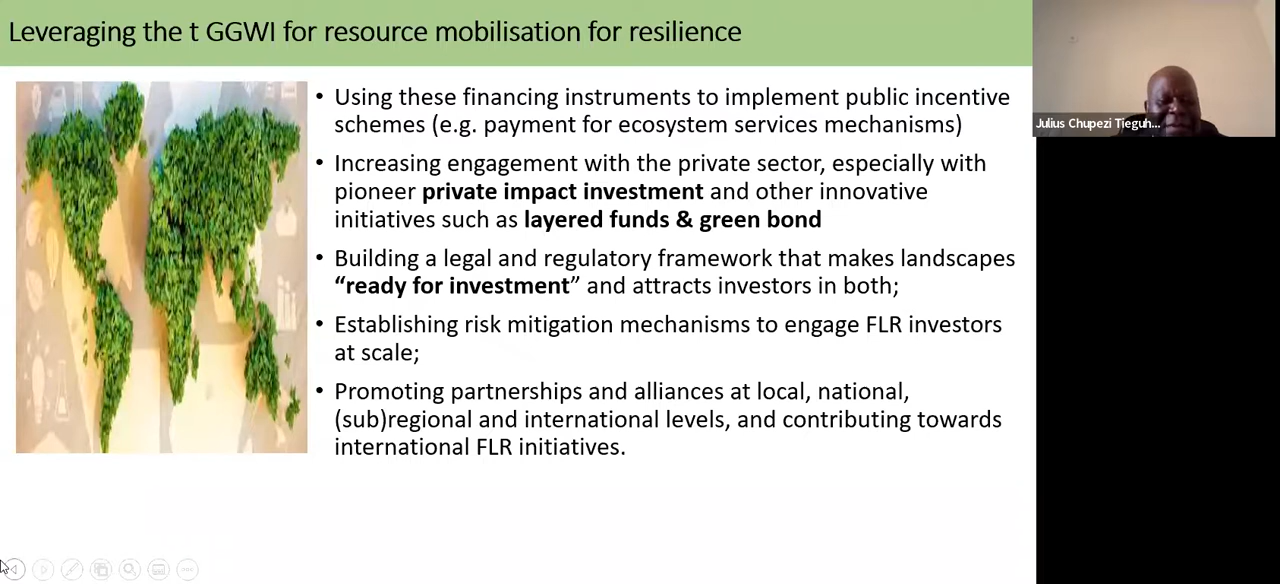 Leveraging the t GGWI for resource mobilisation for resilience
• Using these financing instruments to implement public incentive
schemes (e.g. payment for ecosystem services mechanisms)
• Increasing engagement with the private sector, especially with
pioneer private impact investment and other innovative
initiatives such as layered funds & green bond
• Building a legal and regulatory framework that makes landscapes
“ready for investment” and attracts investors in both;
• Establishing risk mitigation mechanisms to engage FLR investors
at scale;
• Promoting partnerships and alliances at local, national,
(sub)regional and international levels, and contributing towards
international FLR initiatives.
Julius Chupezi Tieguh...